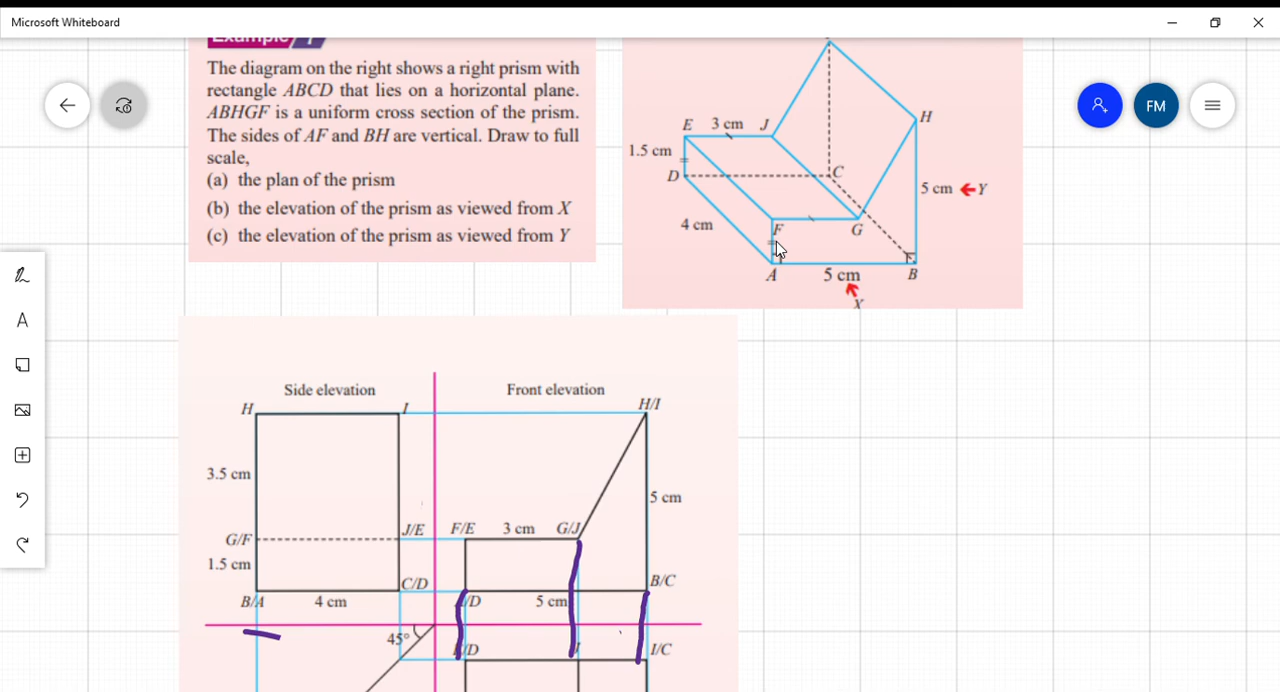 Microsoft Whiteboard
Example 7
The diagram on the right shows a right prism with
rectangle ABCD that lies on a horizontal plane.
ABHGF is a uniform cross section of the prism.
The sides of AF and BH are vertical. Draw to full
scale,
(a) the plan of the prism
(b) the elevation of the prism as viewed from X
(c) the elevation of the prism as viewed from Y
E 3 cm J
H
1.5 cm
D
C
5 cm
Y
4 cm
F
G
A
5 cm
B
X
FM
A
Side elevation
Front elevation
H
I
H/I
3.5 cm
5 cm
G/F
J/E
F/E
3 cm
G/J
1.5 cm
C/D
B/C
B/A
4 cm
/D
5 cm
45°
/D
I/C